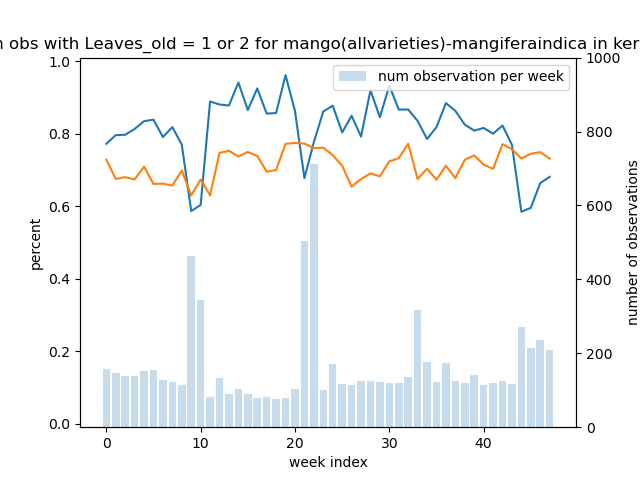 obs with Leaves_old = 1 or 2 for mango(allvarieties)-mangiferaindica in ker
num observation per week
1.0
0.8
0.6
0.4
0.2
0.0
percent
1000
800
600
400
200
0
number of observations
0 10 20 30 40
week index